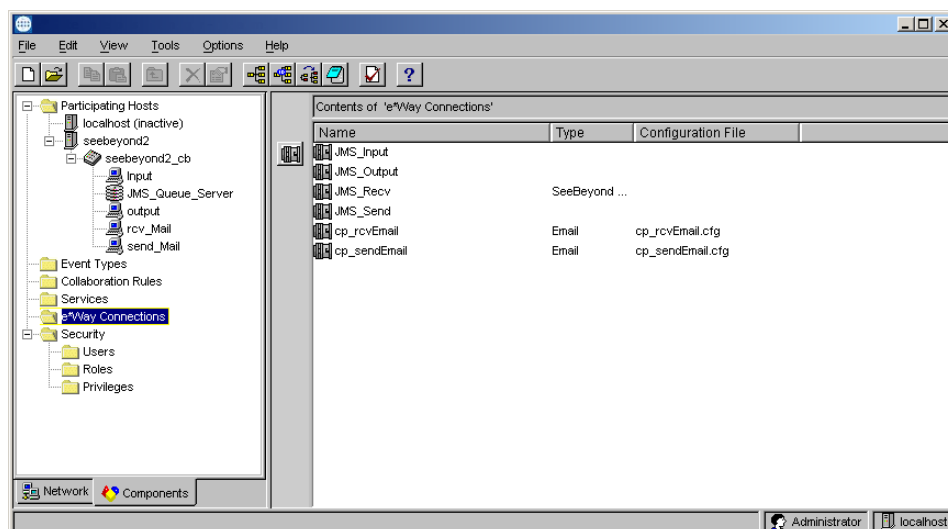 File Edit View Tools Options Help
?
Participating Hosts
localhost (inactive)
seebeyond2
seebeyond2_cb
Input
JMS_Queue_Server
output
rcv_Mail
send_Mail
Event Types
Collaboration Rules
Services
e*Way Connections
Security
Users
Roles
Privileges
Network Components
Contents of 'e*Way Connections'
Name Type Configuration File
JMS_Input
JMS_Output
JMS_Recv SeeBeyond ...
JMS_Send
cp_rcvEmail Email cp_rcvEmail.cfg
cp_sendEmail Email cp_sendEmail.cfg
Administrator localhost